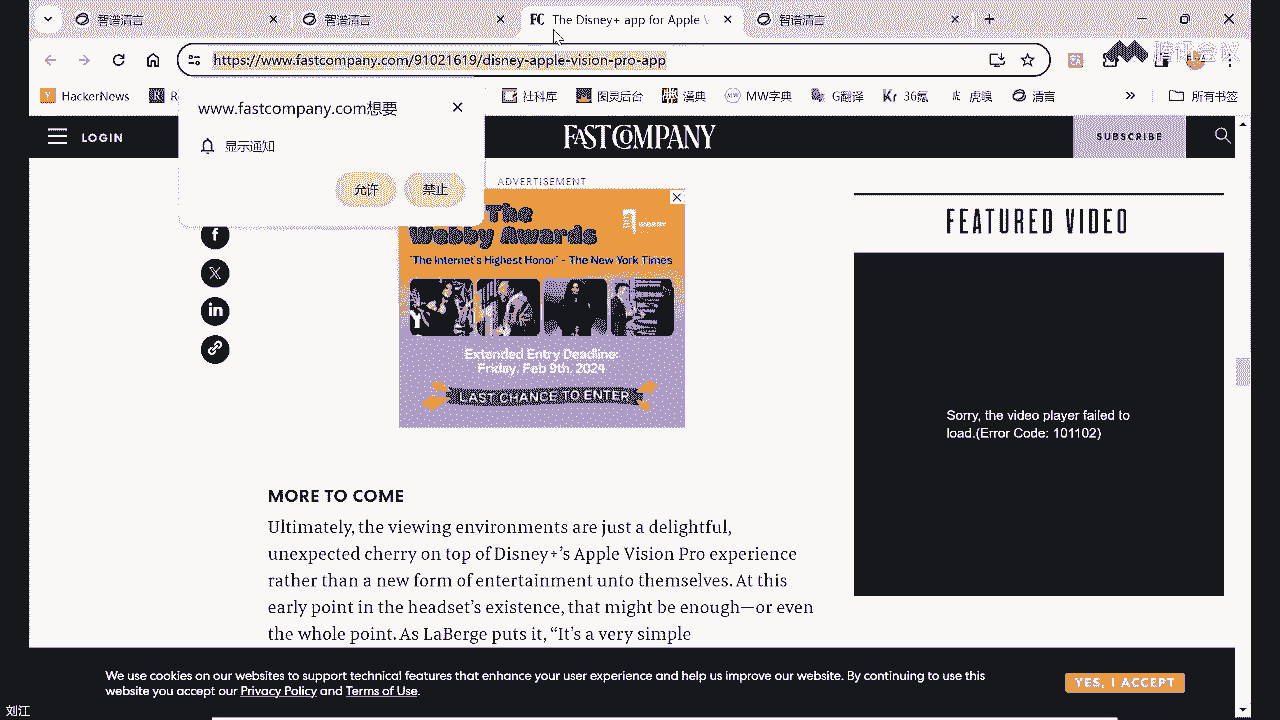 智谱清言
智谱清言
FC The Disney+ app for Apple
智谱清言
https://www.fastcompany.com/91021619/disney-apple-vision-pro-app
腾讯会议
HackerNews
社科库
图灵后台
漢典
MW字典
G翻译
Kr 36氪
虎嗅
清言
所有书签
www.fastcompany.com想要
显示通知
允许
禁止
LOGIN
FAST COMPANY
SUBSCRIBE
ADVERTISEMENT
The
Webby Awards
"The Internet's Highest Honor" - The New York Times
Extended Entry Deadline:
Friday, Feb 9th, 2024
LAST CHANCE TO ENTER
FEATURED VIDEO
Sorry, the video player failed to
load.(Error Code: 101102)
MORE TO COME
Ultimately, the viewing environments are just a delightful,
unexpected cherry on top of Disney+’s Apple Vision Pro experience
rather than a new form of entertainment unto themselves. At this
early point in the headset’s existence, that might be enough—or even
the whole point. As LaBerge puts it, “It’s a very simple
We use cookies on our websites to support technical features that enhance your user experience and help us improve our website. By continuing to use this
website you accept our Privacy Policy and Terms of Use.
YES, I ACCEPT
刘江